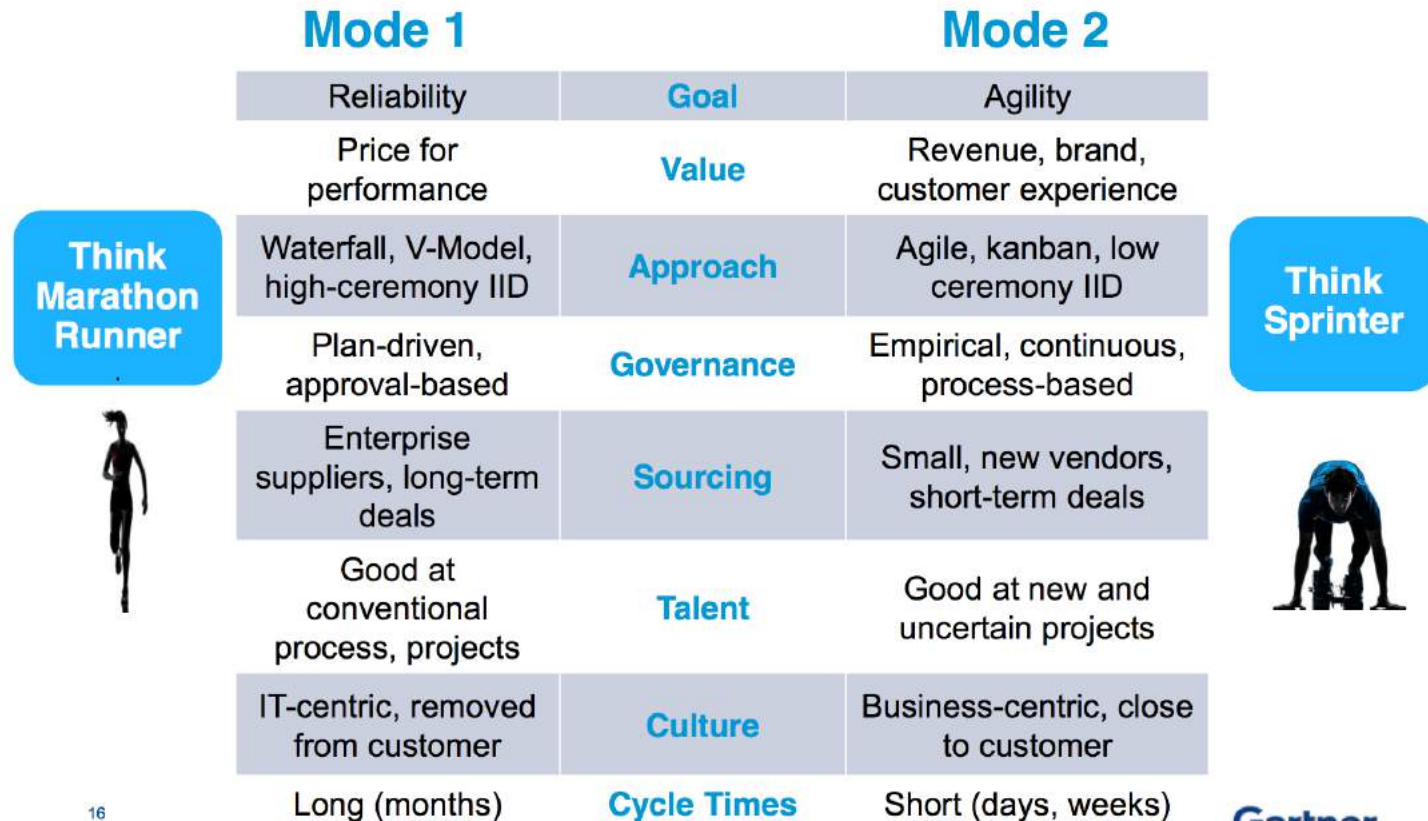 Mode 1
Mode 2
Reliability
Goal
Agility
Price for
performance
Value
Revenue, brand,
customer experience
Think
Marathon
Runner
Waterfall, V-Model,
high-ceremony IID
Approach
Agile, kanban, low
ceremony IID
Think
Sprinter
Plan-driven,
approval-based
Governance
Empirical, continuous,
process-based
Enterprise
suppliers, long-term
deals
Sourcing
Small, new vendors,
short-term deals
Good at
conventional
process, projects
Talent
Good at new and
uncertain projects
IT-centric, removed
from customer
Culture
Business-centric, close
to customer
16
Long (months)
Cycle Times
Short (days, weeks)
Gartner